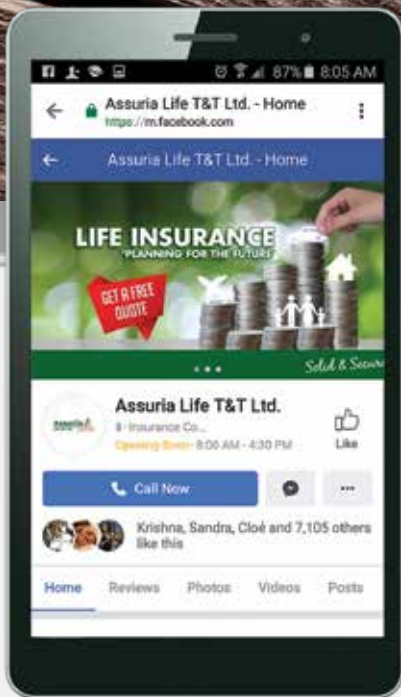 87% 8:05 AM
Assuria Life T&T Ltd. - Home
https://m.facebook.com
Assuria Life T&T Ltd. - Home
LIFE INSURANCE
"PLANNING FOR THE FUTURE"
GET A FREE
QUOTE
Solid & Secure
Assuria Life T&T Ltd.
Insurance Co...
Opening Soon · 8:00 AM - 4:30 PM
Like
Call Now
Krishna, Sandra, Cloé and 7,105 others
like this
Home Reviews Photos Videos Posts